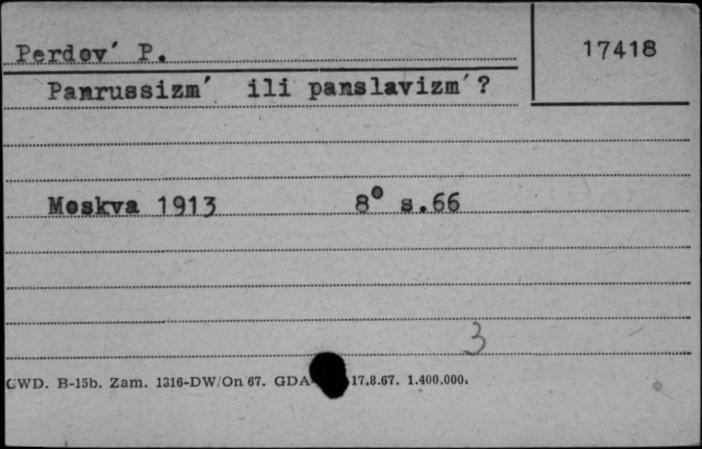 Perdov′ P.
17418
Panrussizm′ ili panslavizm′?
Moskva 1913 8° s.66
3
CWD. B-15b. Zam. 1316-DW/On 67. GDA 17.8.67. 1.400.000.